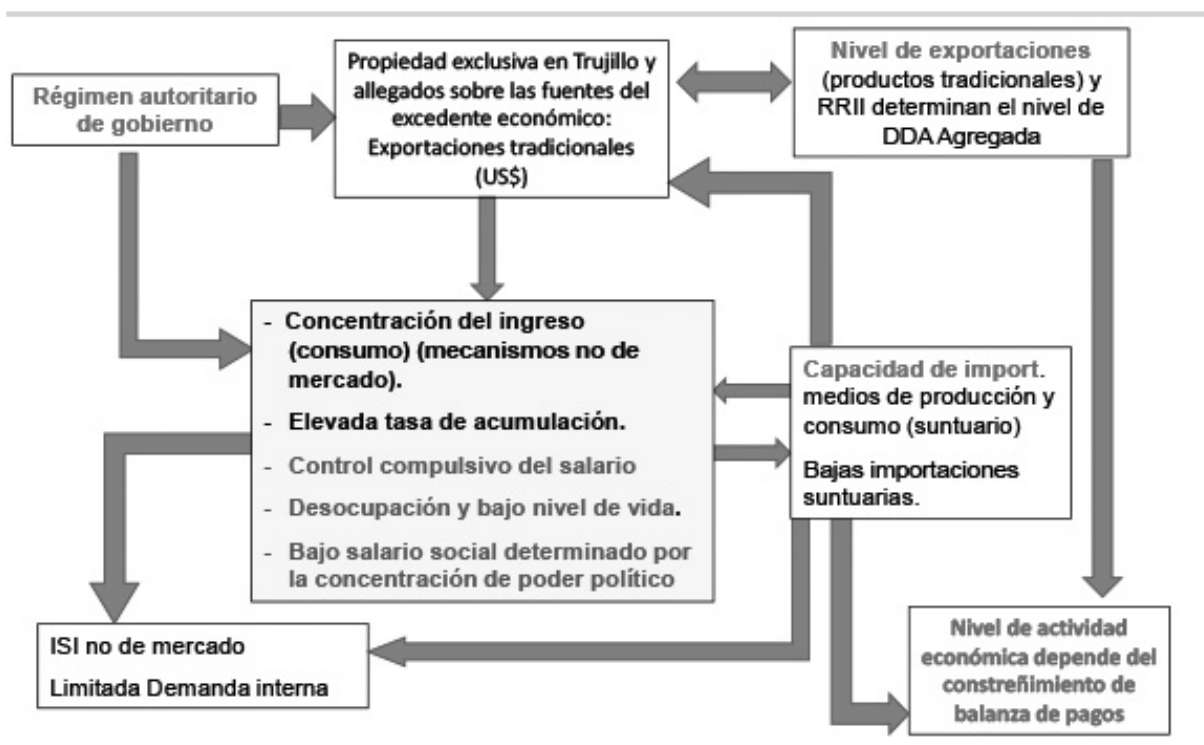 Régimen autoritario
de gobierno
Propiedad exclusiva en Trujillo y
allegados sobre las fuentes del
excedente económico:
Exportaciones tradicionales
(US$)
Nivel de exportaciones
(productos tradicionales) y
RRII determinan el nivel de
DDA Agregada
- Concentración del ingreso
(consumo) (mecanismos no de
mercado).
- Elevada tasa de acumulación.
- Control compulsivo del salario
- Desocupación y bajo nivel de vida.
- Bajo salario social determinado por
la concentración de poder político
Capacidad de import.
medios de producción y
consumo (suntuario)
Bajas importaciones
suntuarias.
ISI no de mercado
Limitada Demanda interna
Nivel de actividad
económica depende del
constreñimiento de
balanza de pagos